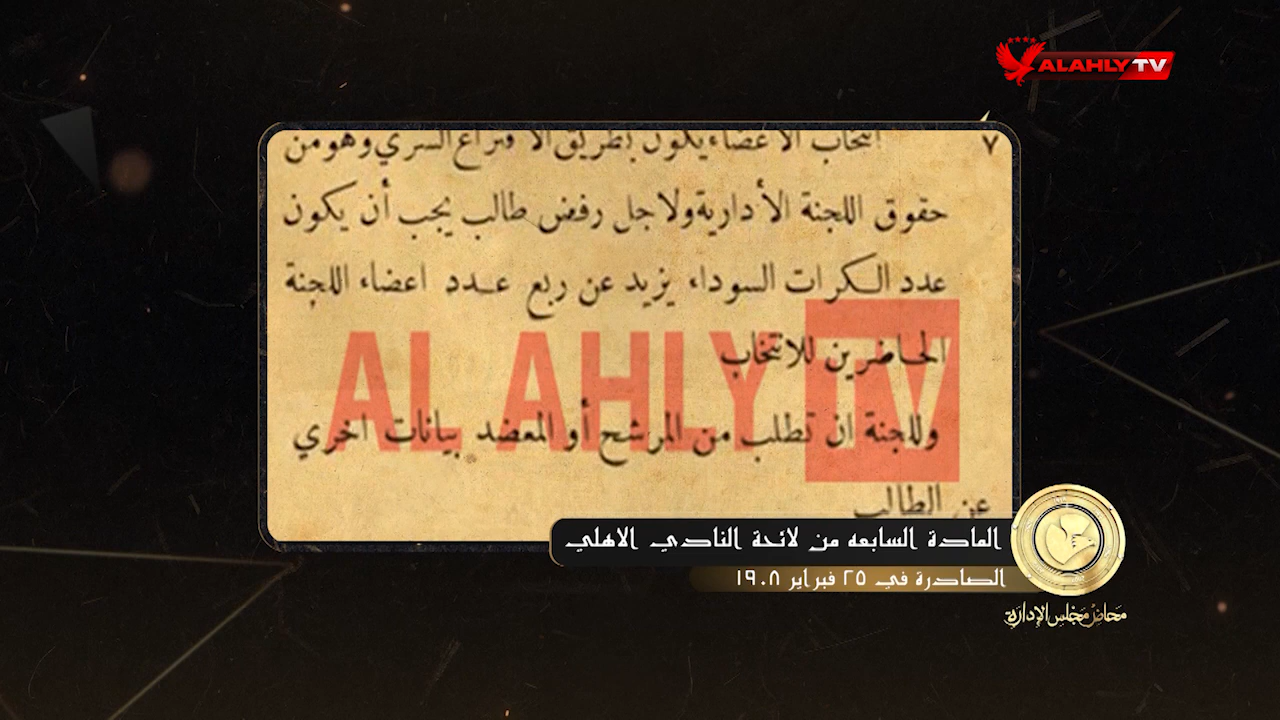 ALAHLY TV
٧ انتخاب الاعضاء يكون بطريق الاقتراع السري وهو من
حقوق اللجنة الأدارية ولاجل رفض طالب يجب أن يكون
عدد الكرات السوداء يزيد عن ربع عدد اعضاء اللجنة
الحاضرين للانتخاب
وللجنة ان تطلب من المرشح أو المعضد بيانات اخري
عن الطالب
AL AHLY TV
المادة السابعه من لائحة النادي الاهلي
الصادرة في ٢٥ فبراير ١٩٠٨
محاضر مجلس الإدارة